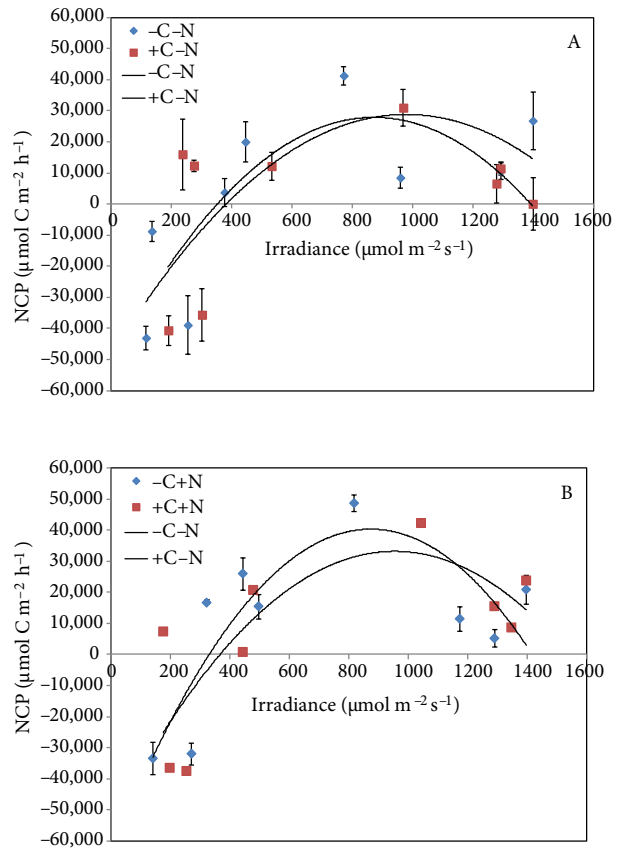 60,000
50,000
40,000
30,000
20,000
10,000
0
–10,000
–20,000
–30,000
–40,000
–50,000
–60,000
NCP (µmol C m⁻² h⁻¹)
–C–N
+C–N
–C–N
+C–N
A
0 200 400 600 800 1000 1200 1400 1600
Irradiance (µmol m⁻² s⁻¹)
60,000
50,000
40,000
30,000
20,000
10,000
0
–10,000
–20,000
–30,000
–40,000
–50,000
–60,000
NCP (µmol C m⁻² h⁻¹)
–C+N
+C+N
–C–N
+C–N
B
0 200 400 600 800 1000 1200 1400 1600
Irradiance (µmol m⁻² s⁻¹)